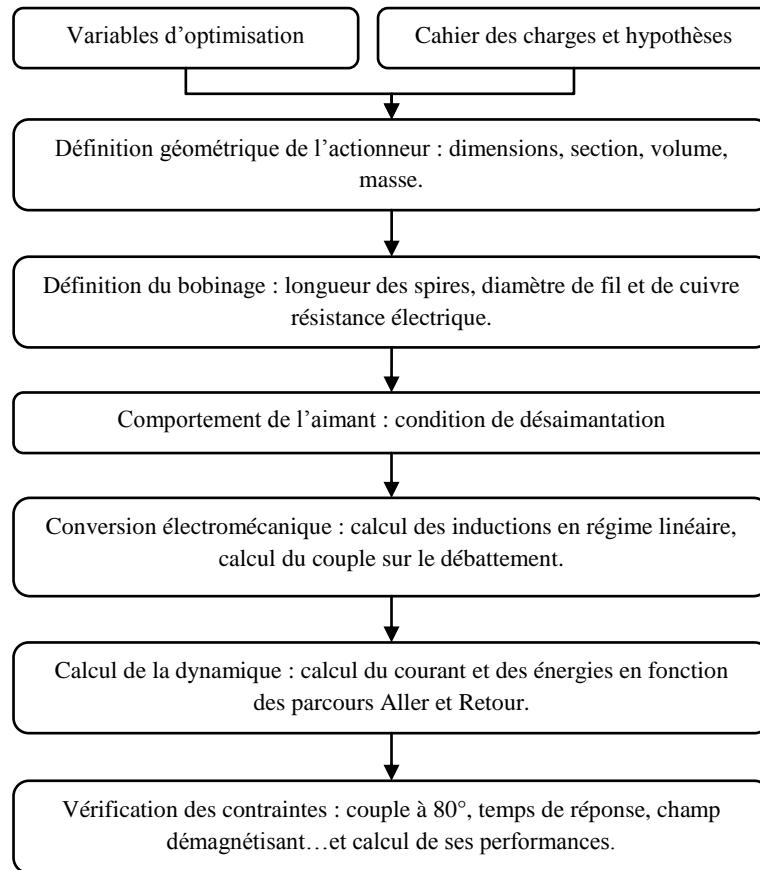 Variables d’optimisation
Cahier des charges et hypothèses
Définition géométrique de l’actionneur : dimensions, section, volume,
masse.
Définition du bobinage : longueur des spires, diamètre de fil et de cuivre
résistance électrique.
Comportement de l’aimant : condition de désaimantation
Conversion électromécanique : calcul des inductions en régime linéaire,
calcul du couple sur le débattement.
Calcul de la dynamique : calcul du courant et des énergies en fonction
des parcours Aller et Retour.
Vérification des contraintes : couple à 80°, temps de réponse, champ
démagnétisant…et calcul de ses performances.